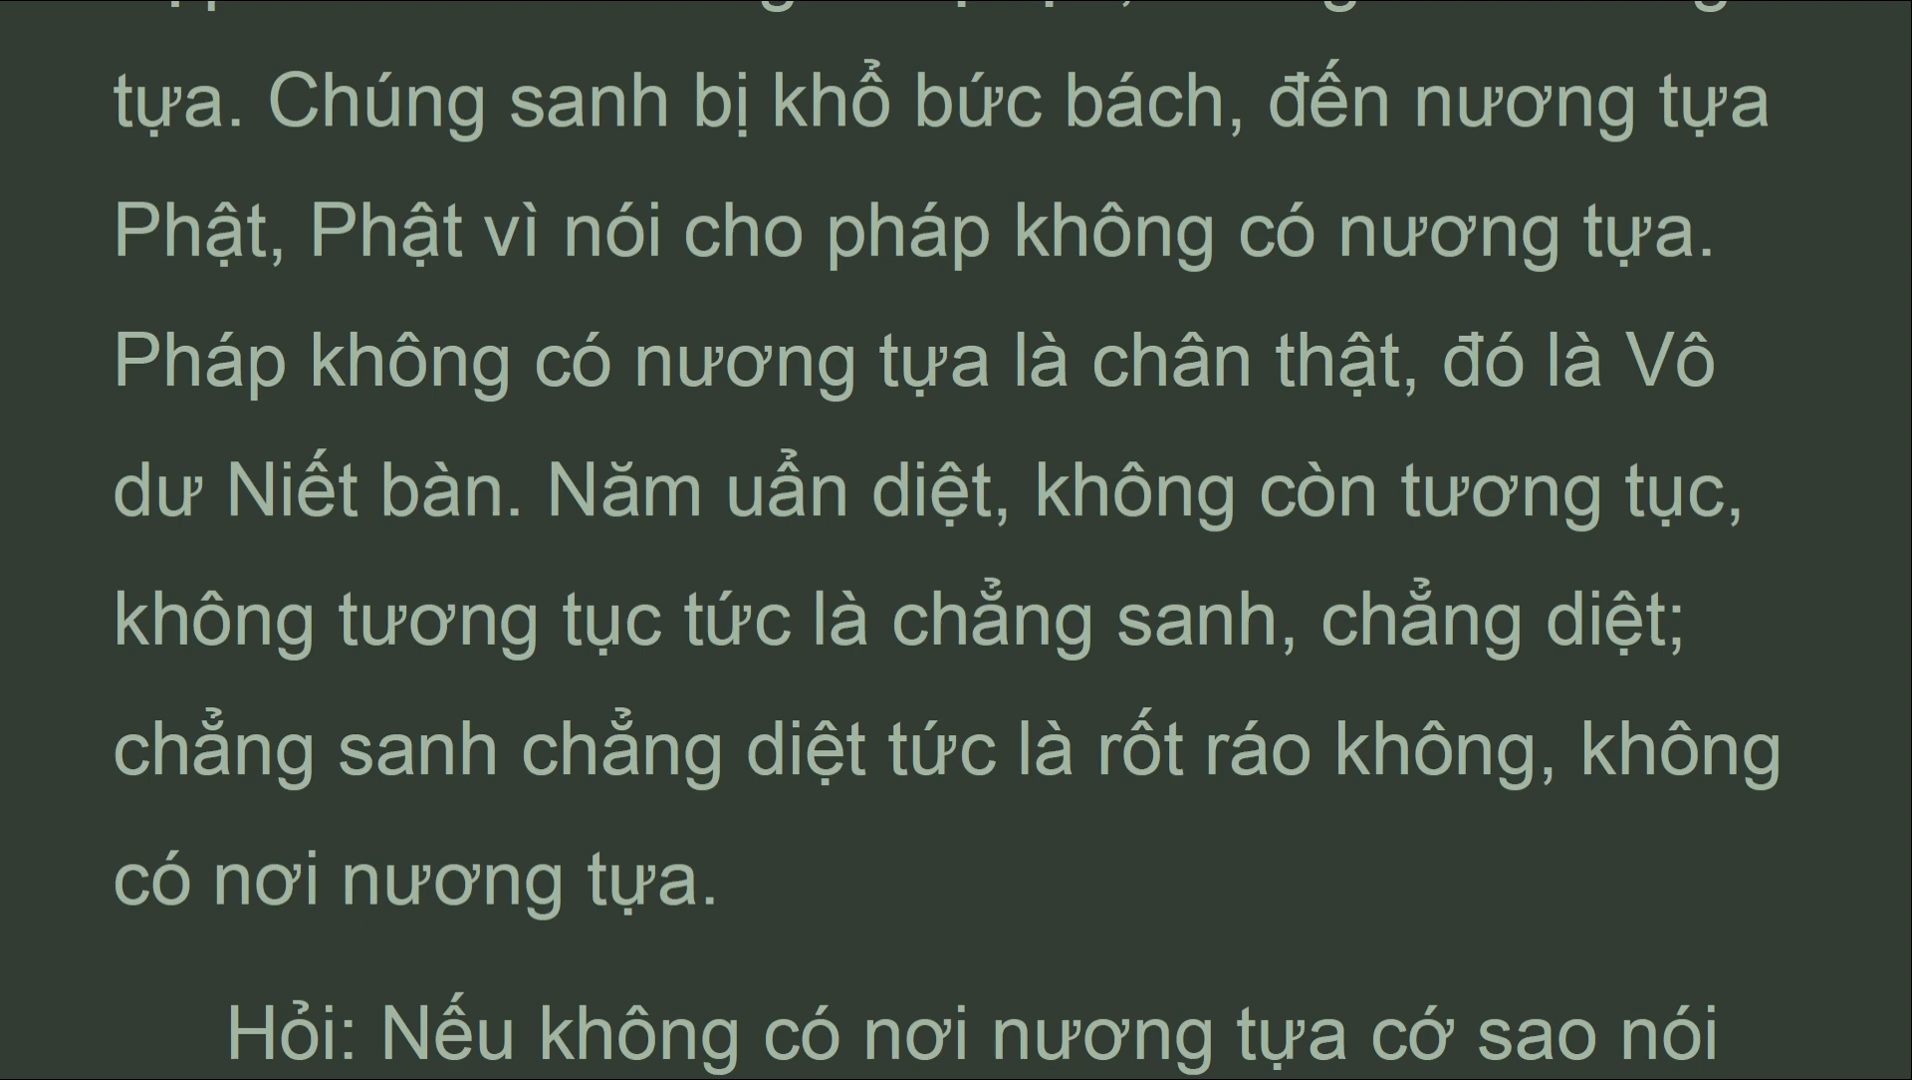 tựa. Chúng sanh bị khổ bức bách, đến nương tựa
Phật, Phật vì nói cho pháp không có nương tựa.
Pháp không có nương tựa là chân thật, đó là Vô
dư Niết bàn. Năm uẩn diệt, không còn tương tục,
không tương tục tức là chẳng sanh, chẳng diệt;
chẳng sanh chẳng diệt tức là rốt ráo không, không
có nơi nương tựa.
Hỏi: Nếu không có nơi nương tựa cớ sao nói